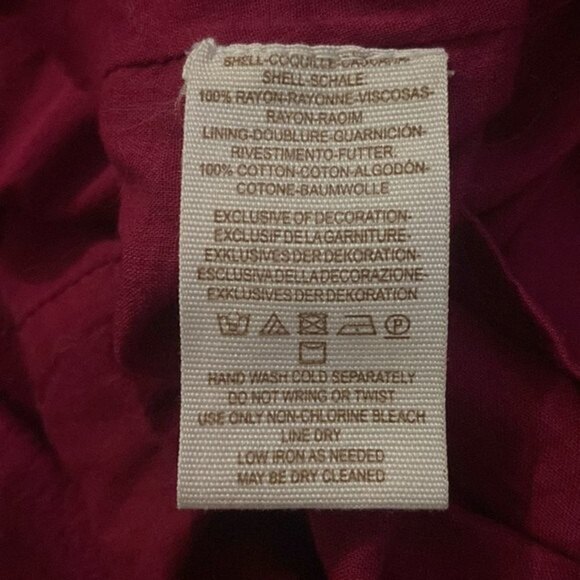 SHELL-COQUILLE-
SHELL-SCHALE
100% RAYON-RAYONNE-VISCOSAS-
RAYON-RAOIM
LINING-DOUBLURE-GUARNICIÓN-
RIVESTIMENTO-FUTTER
100% COTTON-COTON-ALGODÓN-
COTONE-BAUMWOLLE
EXCLUSIVE OF DECORATION-
EXCLUSIF DE LA GARNITURE
EXKLUSIVES DER DEKORATION-
ESCLUSIVA DELLA DECORAZIONE-
EXKLUSIVES DER DEKORATION
P
HAND WASH COLD SEPARATELY
DO NOT WRING OR TWIST
USE ONLY NON-CHLORINE BLEACH
LINE DRY
LOW IRON AS NEEDED
MAY BE DRY CLEANED